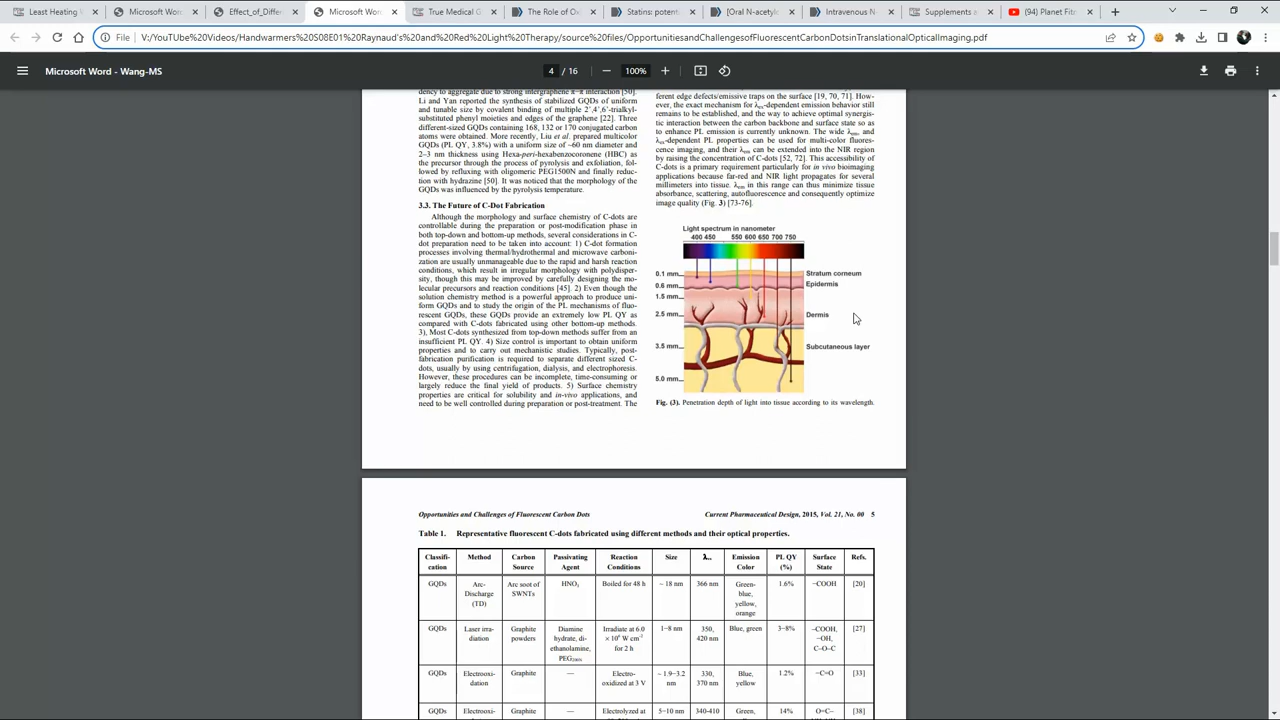 Least Heating
Microsoft Word
Effect_of_Differ
Microsoft Word
True Medical G
The Role of Ox
Statins: potent
[Oral N-acetylc
Intravenous N
Supplements a
(94) Planet Fitn
File V:/YouTube%20Videos/Handwarmers%20S08E01%20Raynaud's%20and%20Red%20Light%20Therapy/source%20files/OpportunitiesandChallengesofFluorescentCarbonDotsinTranslationalOpticalImaging.pdf
Microsoft Word - Wang-MS
4 / 16
100%
dency to aggregate due to strong intergraphene π−π interaction [50].
Li and Yan reported the synthesis of stabilized GQDs of uniform
and tunable size by covalent binding of multiple 2',4',6'-trialkyl-
substituted phenyl moieties and edges of the graphene [22]. Three
different-sized GQDs containing 168, 132 or 170 conjugated carbon
atoms were obtained. More recently, Liu et al. prepared multicolor
GQDs (PL QY, 3.8%) with a uniform size of ~60 nm diameter and
2−3 nm thickness using Hexa-peri-hexabenzocoronene (HBC) as
the precursor through the process of pyrolysis and exfoliation, fol-
lowed by refluxing with oligomeric PEG1500N and finally reduc-
tion with hydrazine [50]. It was noticed that the morphology of the
GQDs was influenced by the pyrolysis temperature.
3.3. The Future of C-Dot Fabrication
Although the morphology and surface chemistry of C-dots are
controllable during the preparation or post-modification phase in
both top-down and bottom-up methods, several considerations in C-
dot preparation need to be taken into account: 1) C-dot formation
processes involving thermal/hydrothermal and microwave carboni-
zation are usually unmanageable due to the rapid and harsh reaction
conditions, which result in irregular morphology with polydisper-
sity, though this may be improved by carefully designing the mo-
lecular precursors and reaction conditions [45]. 2) Even though the
solution chemistry method is a powerful approach to produce uni-
form GQDs and to study the origin of the PL mechanisms of fluo-
rescent GQDs, these GQDs provide an extremely low PL QY as
compared with C-dots fabricated using other bottom-up methods.
3), Most C-dots synthesized from top-down methods suffer from an
insufficient PL QY. 4) Size control is important to obtain uniform
properties and to carry out mechanistic studies. Typically, post-
fabrication purification is required to separate different sized C-
dots, usually by using centrifugation, dialysis, and electrophoresis.
However, these procedures can be incomplete, time-consuming or
largely reduce the final yield of products. 5) Surface chemistry
properties are critical for solubility and in-vivo applications, and
need to be well controlled during preparation or post-treatment. The
ferent edge defects/emissive traps on the surface [19, 70, 71]. How-
ever, the exact mechanism for λex-dependent emission behavior still
remains to be established, and the way to achieve optimal synergis-
tic interaction between the carbon backbone and surface state so as
to enhance PL emission is currently unknown. The wide λem, and
λex-dependent PL properties can be used for multi-color fluores-
cence imaging, and their λem can be extended into the NIR region
by raising the concentration of C-dots [52, 72]. This accessibility of
C-dots is a primary requirement particularly for in vivo bioimaging
applications because far-red and NIR light propagates for several
millimeters into tissue. λem in this range can thus minimize tissue
absorbance, scattering, autofluorescence and consequently optimize
image quality (Fig. 3) [73-76].
Light spectrum in nanometer
400 450 550 600 650 700 750
0.1 mm
Stratum corneum
0.6 mm
Epidermis
1.5 mm
2.5 mm
Dermis
3.5 mm
Subcutaneous layer
5.0 mm
Fig. (3). Penetration depth of light into tissue according to its wavelength.
Opportunities and Challenges of Fluorescent Carbon Dots
Current Pharmaceutical Design, 2015, Vol. 21, No. 00 5
Table 1. Representative fluorescent C-dots fabricated using different methods and their optical properties.
Classifi-cation Method Carbon Source Passivating Agent Reaction Conditions Size λex Emission Color PL QY (%) Surface State Refs.
GQDs Arc-Discharge (TD) Arc soot of SWNTs HNO3 Boiled for 48 h ~ 18 nm 366 nm Green-blue, yellow, orange 1.6% −COOH [20]
GQDs Laser irra-diation Graphite powders Diamine hydrate, di-ethanolamine, PEG200N Irradiate at 6.0 × 10⁶ W cm⁻² for 2 h 1−8 nm 350, 420 nm Blue, green 3−8% −COOH, −OH, C–O–C [27]
GQDs Electrooxi-dation Graphite — Electro-oxidized at 3 V ~ 1.9−3.2 nm 330, 370 nm Blue, yellow 1.2% −C=O [33]
GQDs Electrooxi- Graphite — Electrolyzed at 5−10 nm 340-410 Green, 14% O=C– [38]